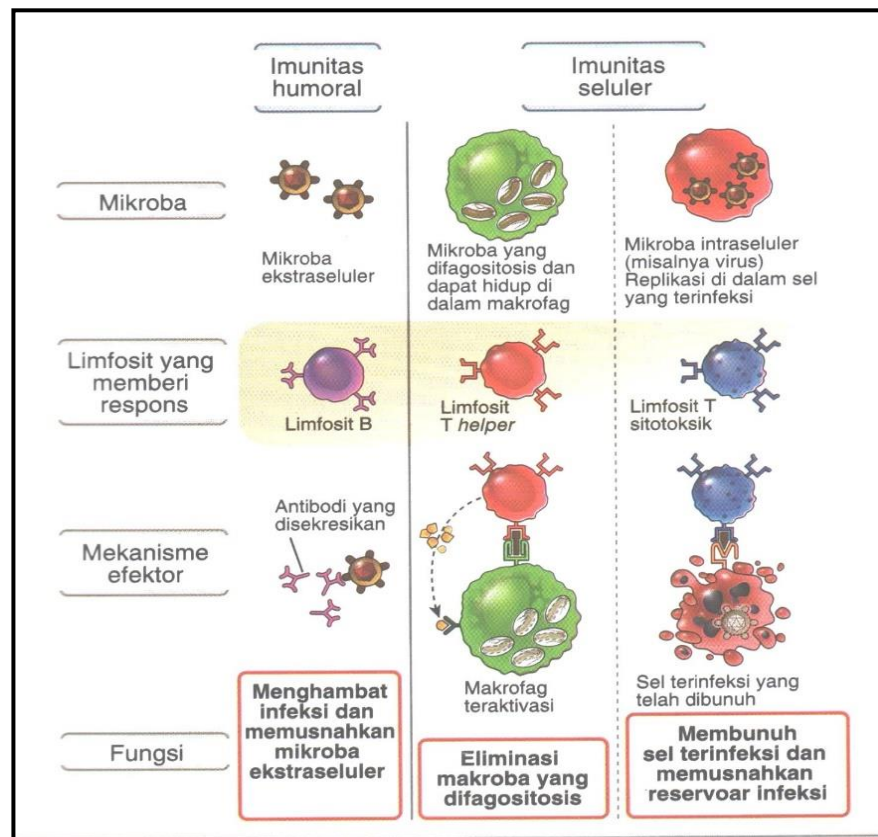 Imunitas
humoral
Imunitas
seluler
Mikroba
Mikroba
ekstraseluler
Mikroba yang
difagositosis dan
dapat hidup di
dalam makrofag
Mikroba intraseluler
(misalnya virus)
Replikasi di dalam sel
yang terinfeksi
Limfosit yang
memberi
respons
Limfosit B
Limfosit
T helper
Limfosit T
sitotoksik
Mekanisme
efektor
Antibodi yang
disekresikan
Makrofag
teraktivasi
Sel terinfeksi yang
telah dibunuh
Fungsi
Menghambat
infeksi dan
memusnahkan
mikroba
ekstraseluler
Eliminasi
makroba yang
difagositosis
Membunuh
sel terinfeksi dan
memusnahkan
reservoar infeksi